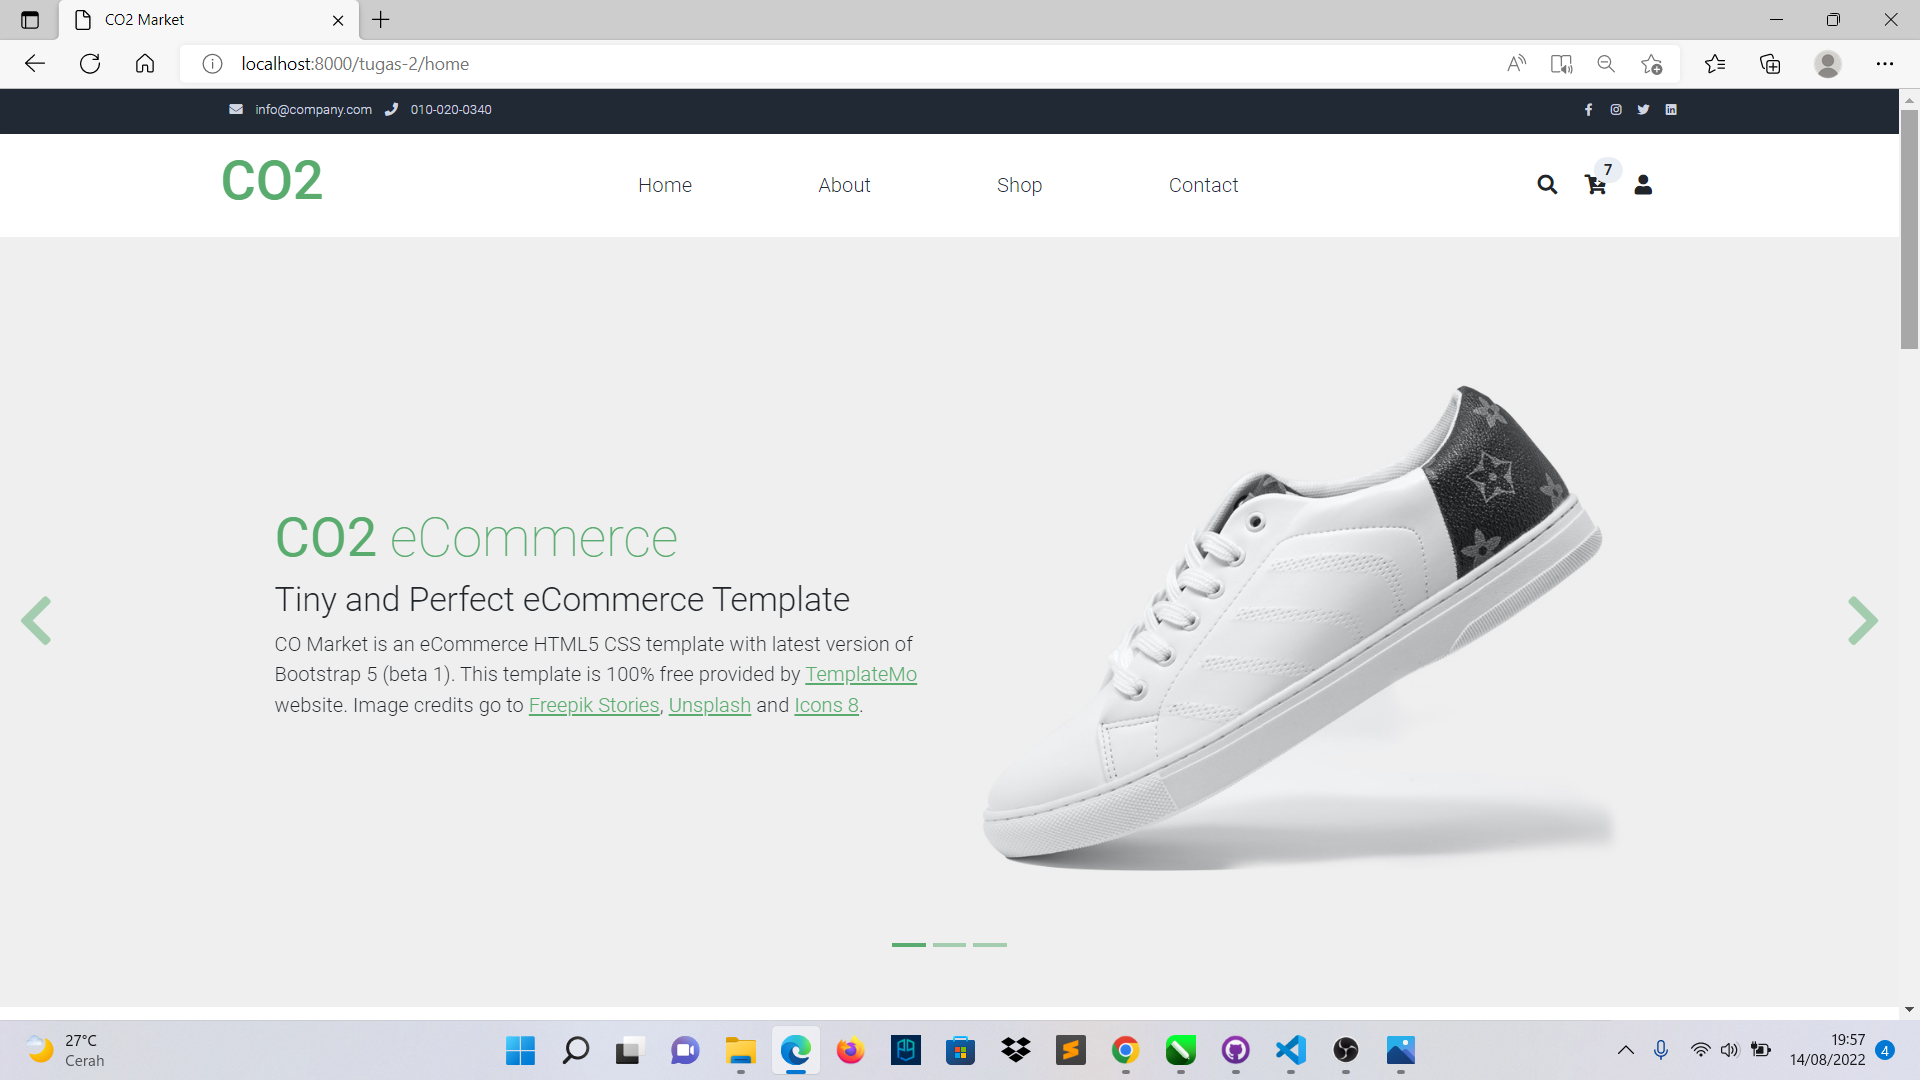 CO2 Market
localhost:8000/tugas-2/home
info@company.com 010-020-0340
CO2
Home About Shop Contact
7
CO2 eCommerce
Tiny and Perfect eCommerce Template
CO Market is an eCommerce HTML5 CSS template with latest version of
Bootstrap 5 (beta 1). This template is 100% free provided by TemplateMo
website. Image credits go to Freepik Stories, Unsplash and Icons 8.
27°C
Cerah
19:57
14/08/2022
4